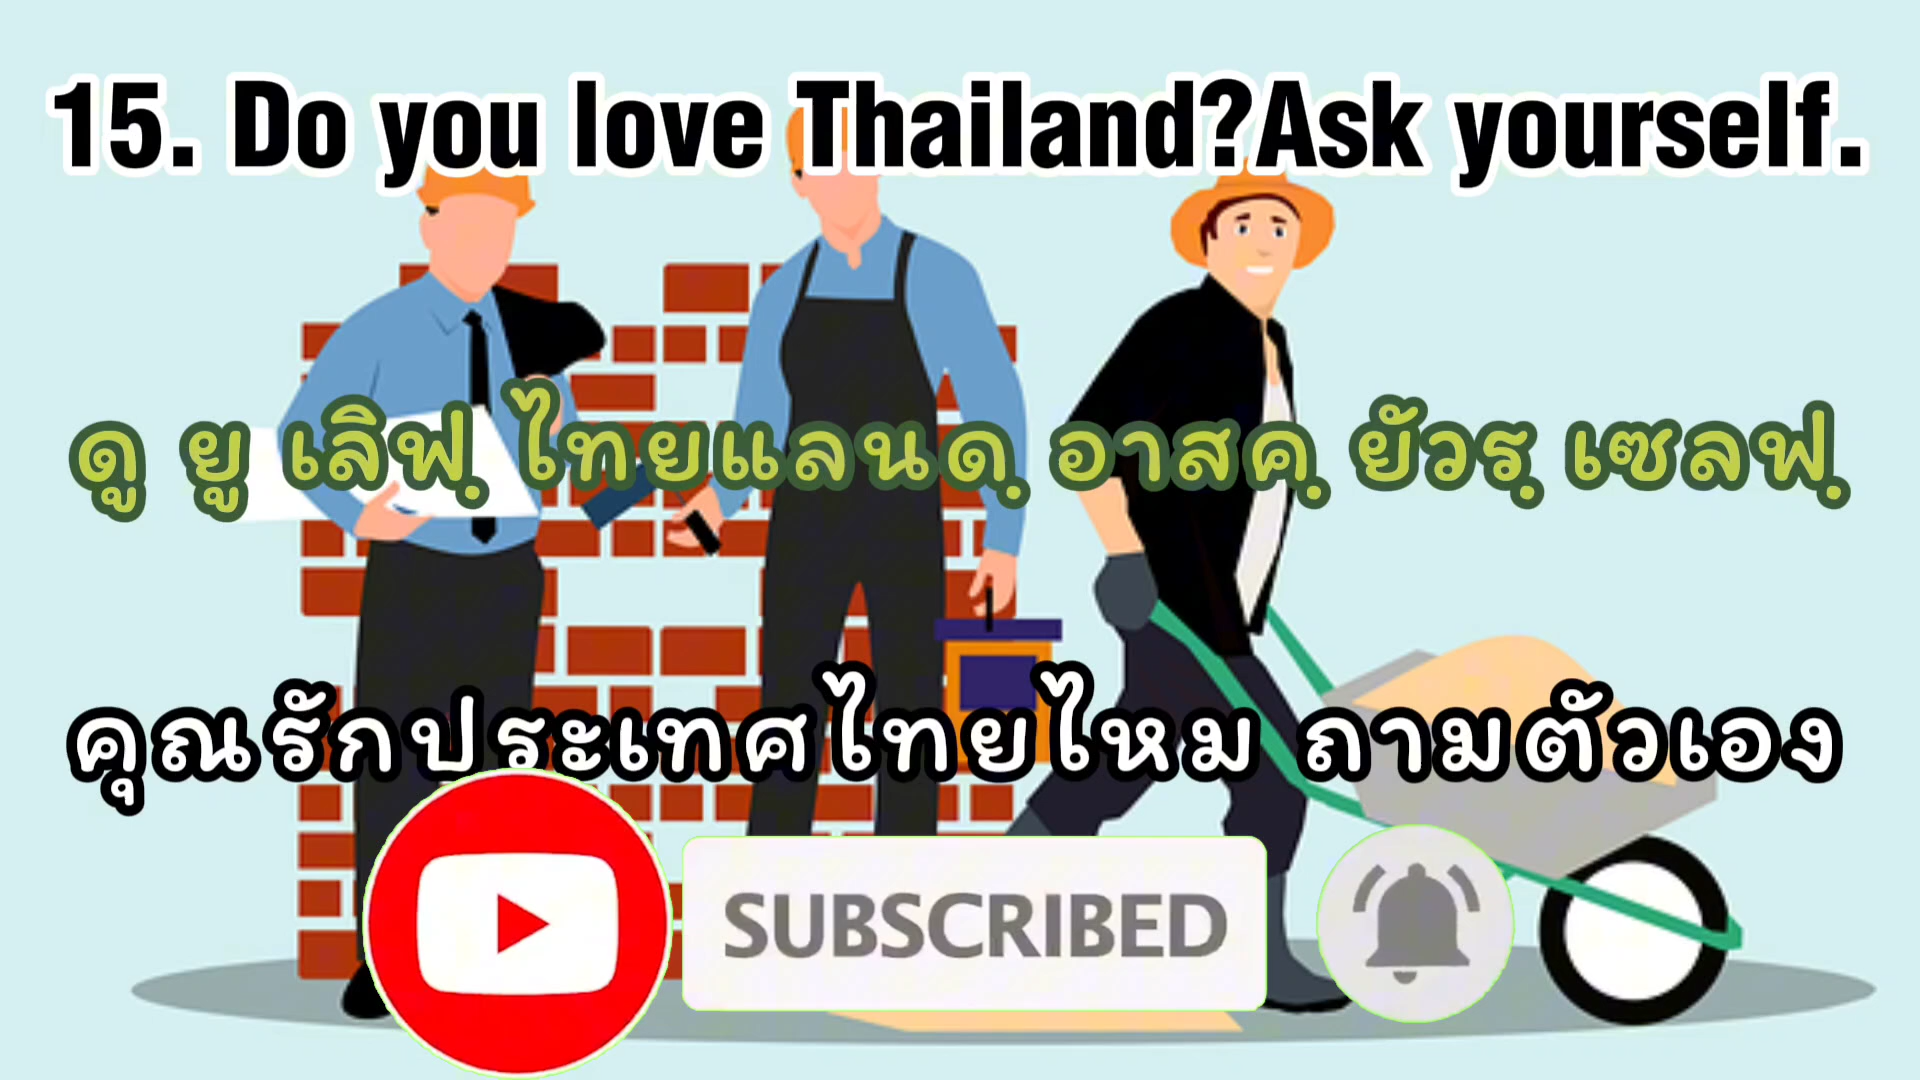 15. Do you love Thailand?Ask yourself.
ดู ยู เลิฟฺ ไทยแลนดฺ อาสคฺ ยัวรฺ เซลฟฺ
คุณรักประเทศไทยไหม ถามตัวเอง
SUBSCRIBED